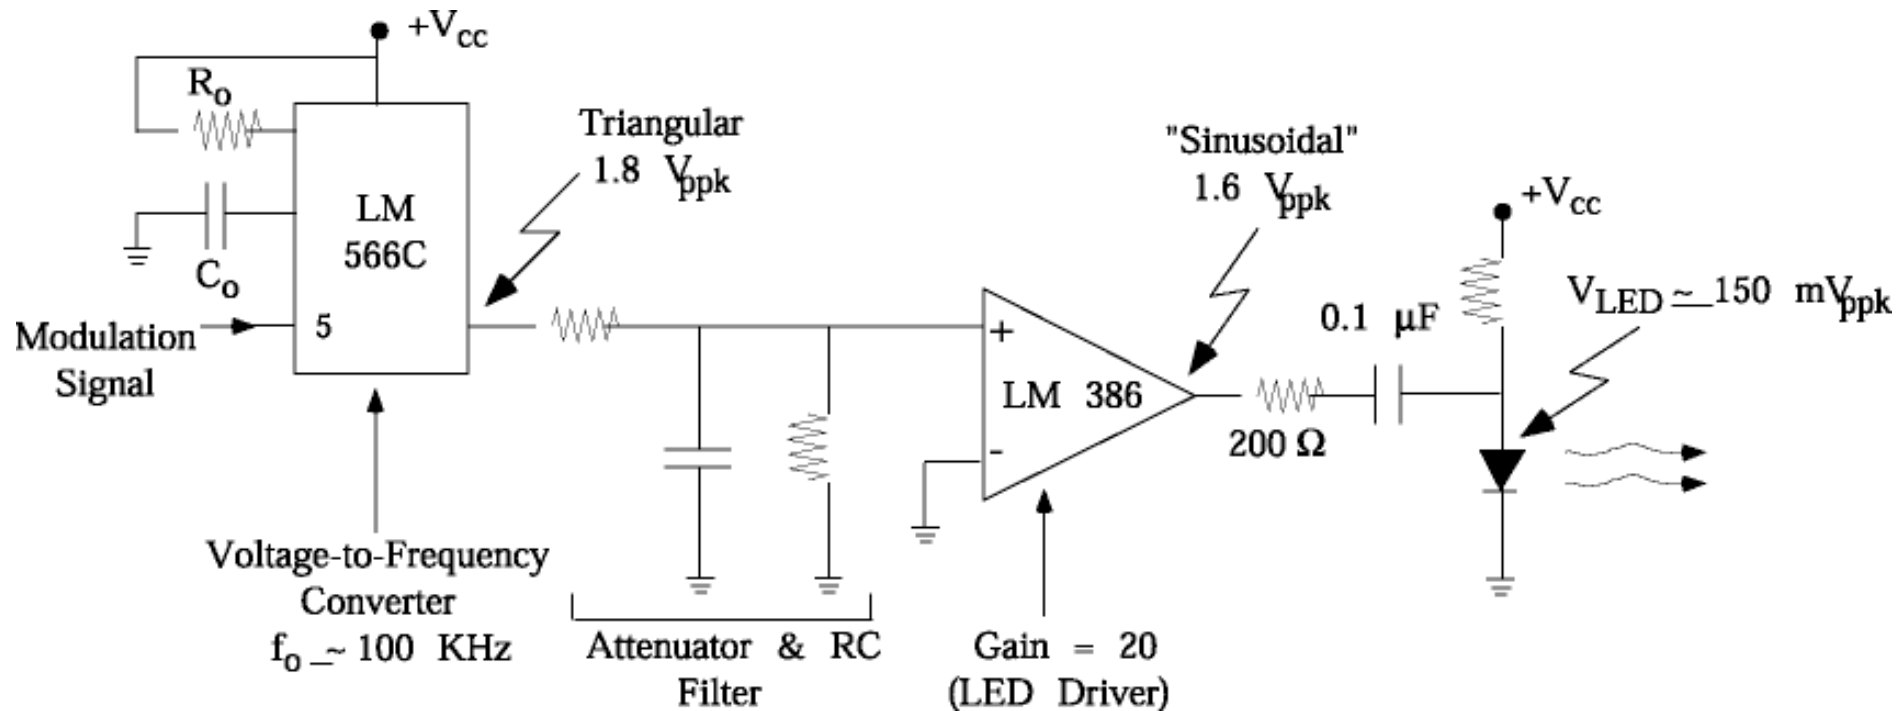 +Vcc
Ro
Triangular
1.8 Vppk
LM
566C
Co
5
Modulation
Signal
"Sinusoidal"
1.6 Vppk
+Vcc
VLED ~ 150 mVppk
0.1 µF
+
LM 386
-
200 Ω
Voltage-to-Frequency
Converter
fo ~ 100 KHz
Attenuator & RC
Filter
Gain = 20
(LED Driver)